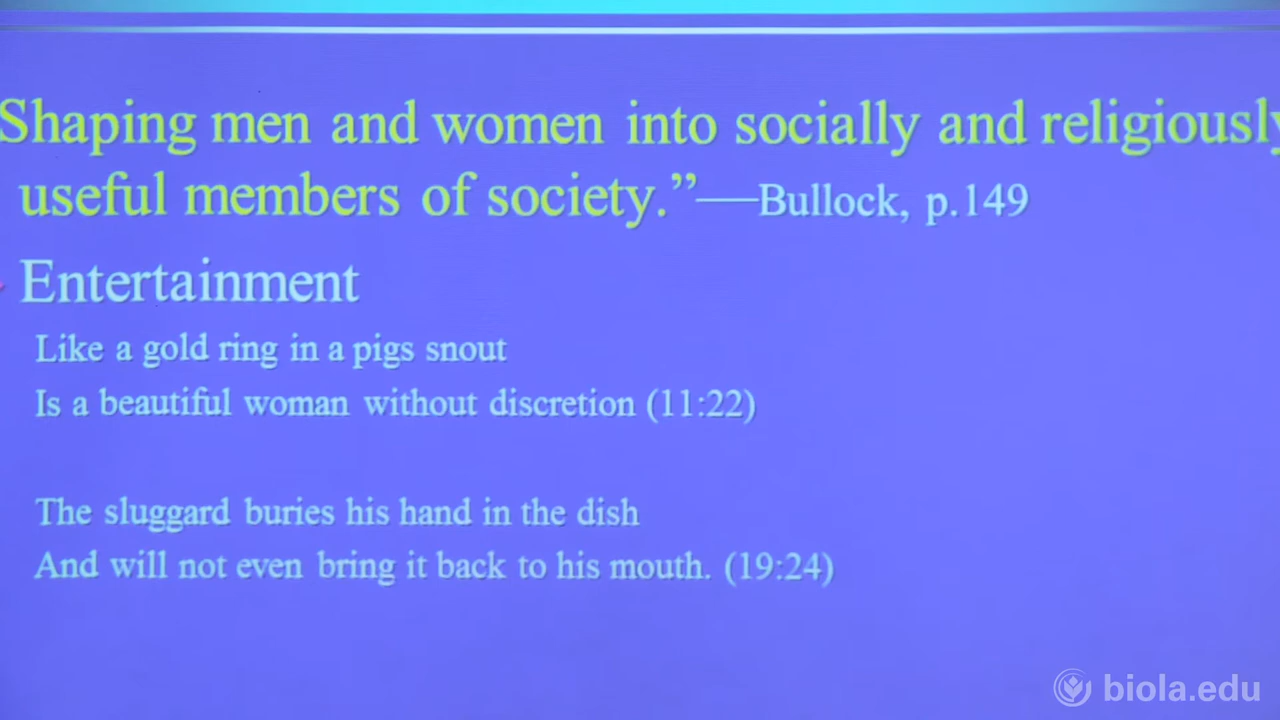 Shaping men and women into socially and religiously
useful members of society.”—Bullock, p.149
Entertainment
Like a gold ring in a pigs snout
Is a beautiful woman without discretion (11:22)
The sluggard buries his hand in the dish
And will not even bring it back to his mouth. (19:24)
biola.edu